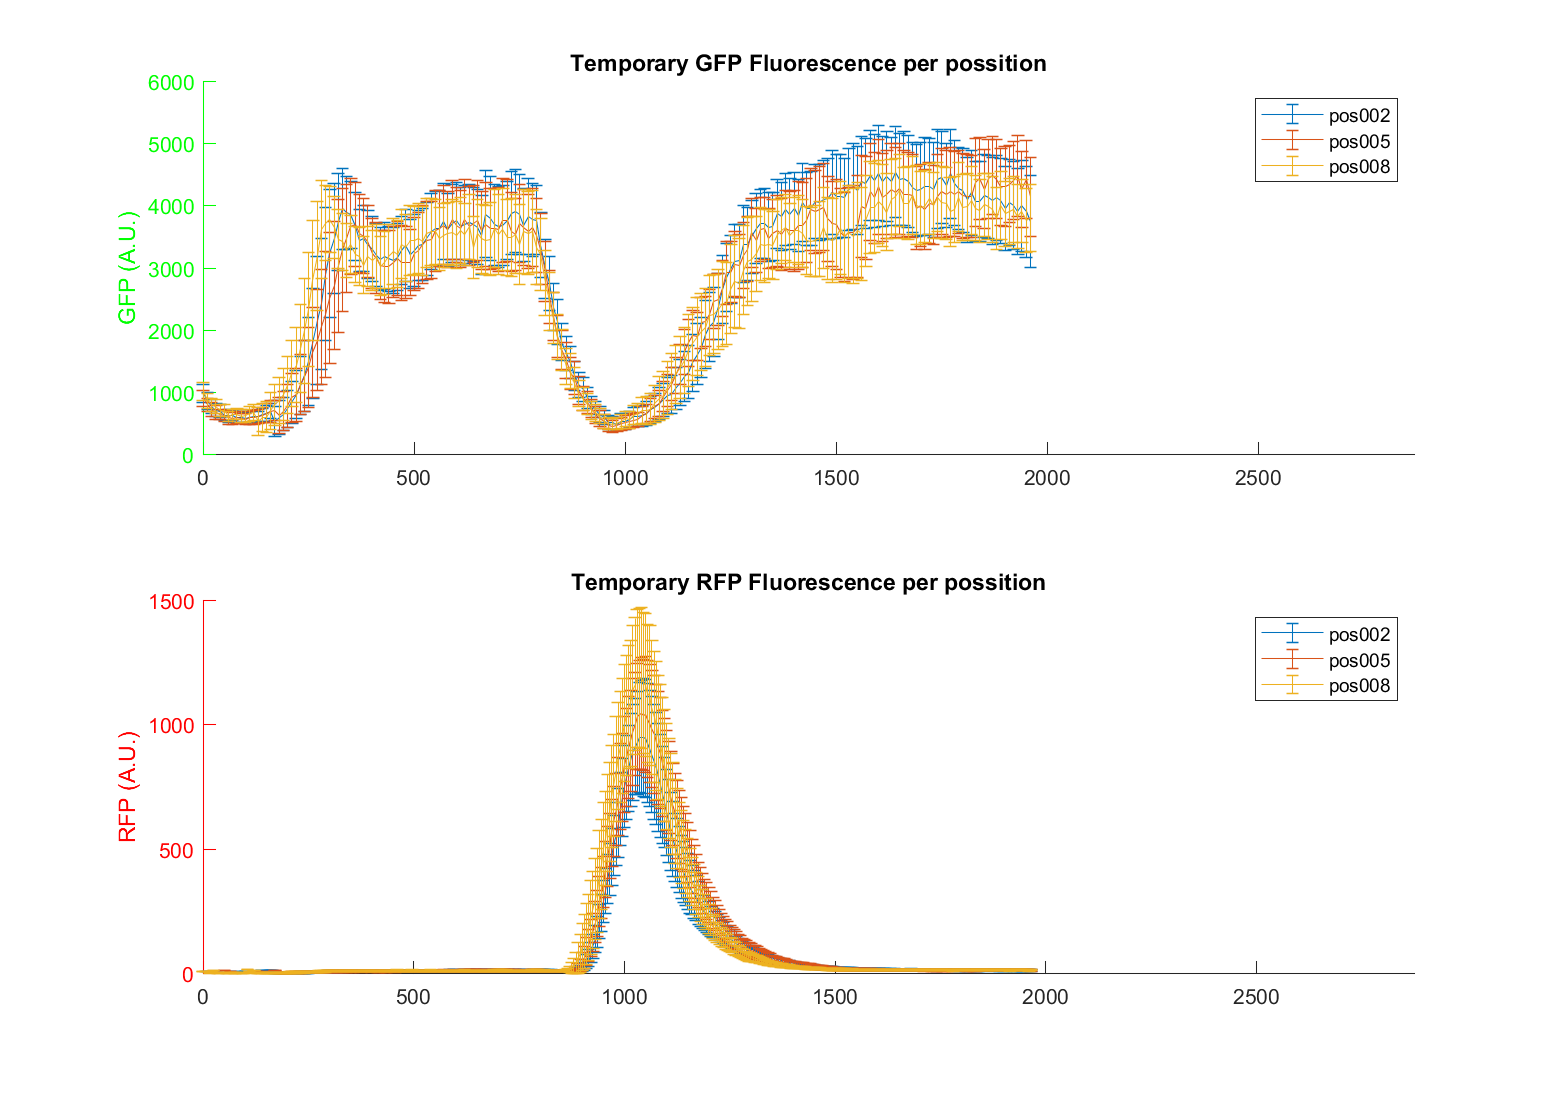 Temporary GFP Fluorescence per possition
6000
5000
4000
3000
2000
1000
0
GFP (A.U.)
0 500 1000 1500 2000 2500
pos002
pos005
pos008
Temporary RFP Fluorescence per possition
1500
1000
500
0
RFP (A.U.)
0 500 1000 1500 2000 2500
pos002
pos005
pos008